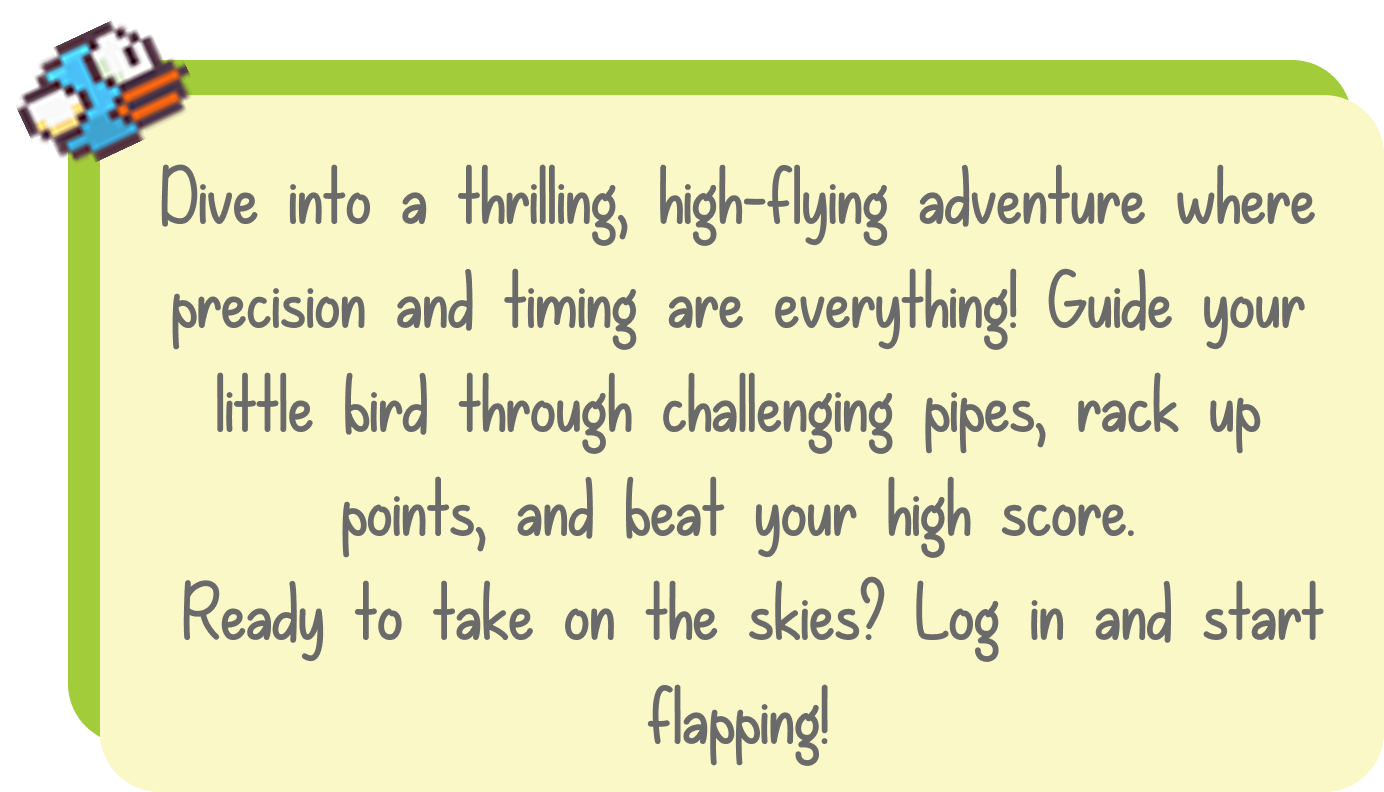 Dive into a thrilling, high-flying adventure where
precision and timing are everything! Guide your
little bird through challenging pipes, rack up
points, and beat your high score.
Ready to take on the skies? Log in and start
flapping!